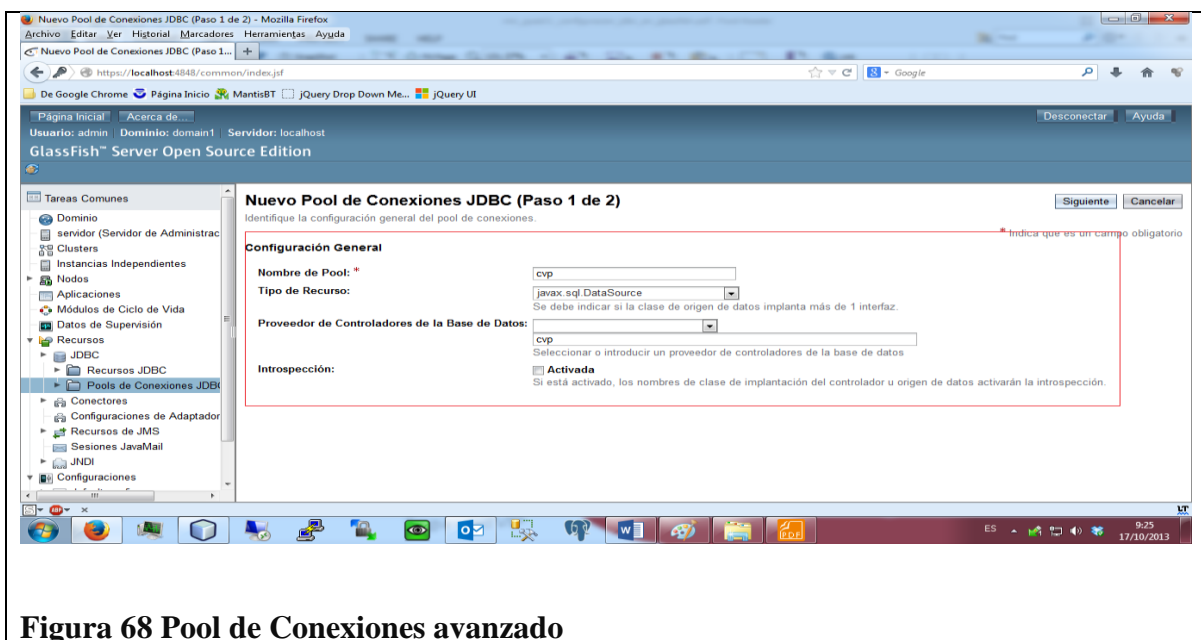 Nuevo Pool de Conexiones JDBC (Paso 1 de 2) - Mozilla Firefox
Archivo Editar Ver Historial Marcadores Herramientas Ayuda
Nuevo Pool de Conexiones JDBC (Paso 1...
https://localhost:4848/common/index.jsf
Google
De Google Chrome Página Inicio MantisBT jQuery Drop Down Me... jQuery UI
Página Inicial Acerca de... Desconectar Ayuda
Usuario: admin Dominio: domain1 Servidor: localhost
GlassFish™ Server Open Source Edition
Tareas Comunes
Dominio
servidor (Servidor de Administrac
Clusters
Instancias Independientes
Nodos
Aplicaciones
Módulos de Ciclo de Vida
Datos de Supervisión
Recursos
JDBC
Recursos JDBC
Pools de Conexiones JDB
Conectores
Configuraciones de Adaptador
Recursos de JMS
Sesiones JavaMail
JNDI
Configuraciones
Nuevo Pool de Conexiones JDBC (Paso 1 de 2)
Siguiente Cancelar
Identifique la configuración general del pool de conexiones.
* Indica que es un campo obligatorio
Configuración General
Nombre de Pool: * cvp
Tipo de Recurso: javax.sql.DataSource
Se debe indicar si la clase de origen de datos implanta más de 1 interfaz.
Proveedor de Controladores de la Base de Datos:
cvp
Seleccionar o introducir un proveedor de controladores de la base de datos
Introspección: Activada
Si está activado, los nombres de clase de implantación del controlador u origen de datos activarán la introspección.
ABP
ES 9:25
17/10/2013
Figura 68 Pool de Conexiones avanzado